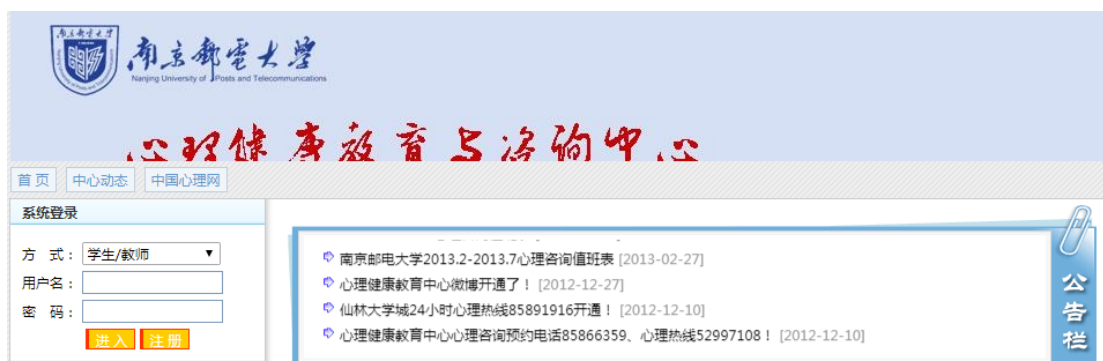 南京邮电大学
南京郵電大學
Nanjing University of Posts and Telecommunications
心理健康教育与咨询中心
首 页 中心动态 中国心理网
系统登录
方 式： 学生/教师
用户名：
密 码：
进 入 注 册
南京邮电大学2013.2-2013.7心理咨询值班表 [2013-02-27]
心理健康教育中心微博开通了！ [2012-12-27]
仙林大学城24小时心理热线85891916开通！ [2012-12-10]
心理健康教育中心心理咨询预约电话85866359、心理热线52997108！ [2012-12-10]
公告栏